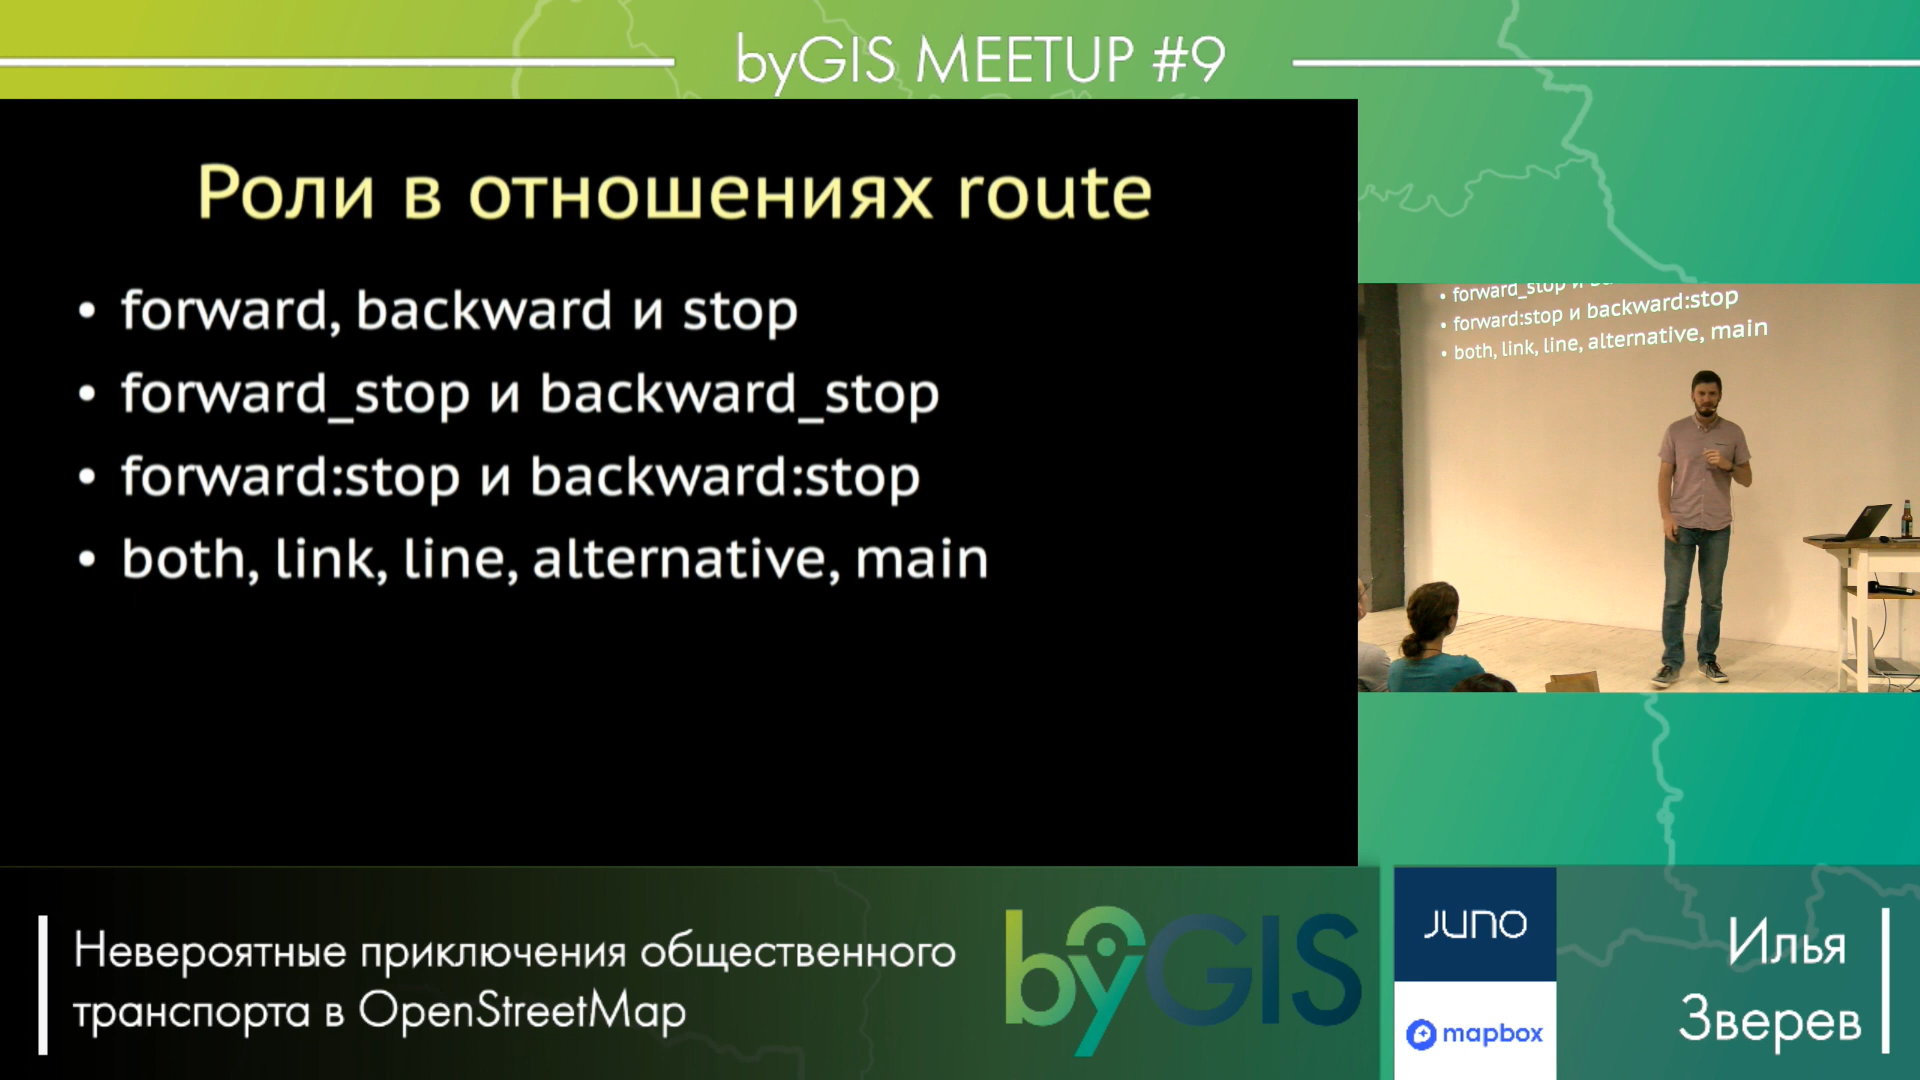 byGIS MEETUP #9
Роли в отношениях route
• forward, backward и stop
• forward_stop и backward_stop
• forward:stop и backward:stop
• both, link, line, alternative, main
• forward_stop и
• forward:stop и backward:stop
• both, link, line, alternative, main
Невероятные приключения общественного
транспорта в OpenStreetMap
byGIS
JUNO
mapbox
Илья
Зверев